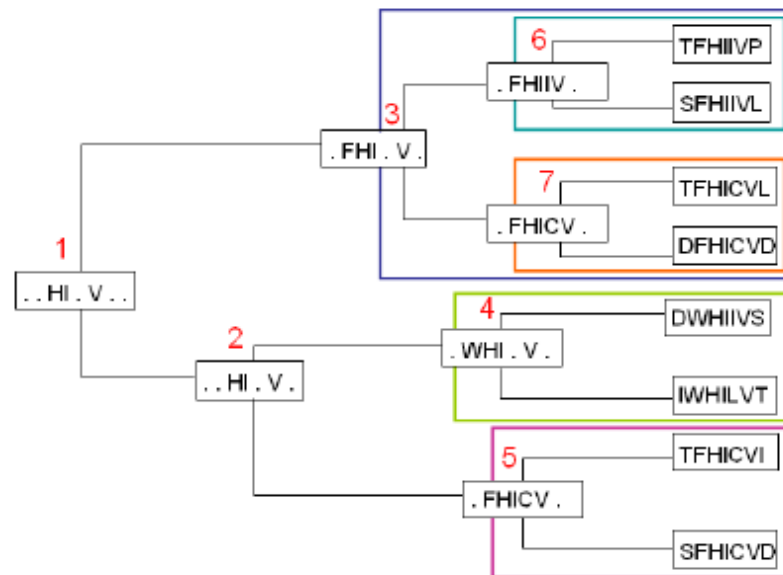 6
TFHIIVP
. FHIIV .
SFHIIVL
3
. FHI . V .
7
TFHICVL
. FHICV .
DFHICVD
1
. . HI . V . .
4
DWHIIVS
2
. WHI . V .
. . HI . V .
IWHILVT
5
TFHICVI
. FHICV .
SFHICVD